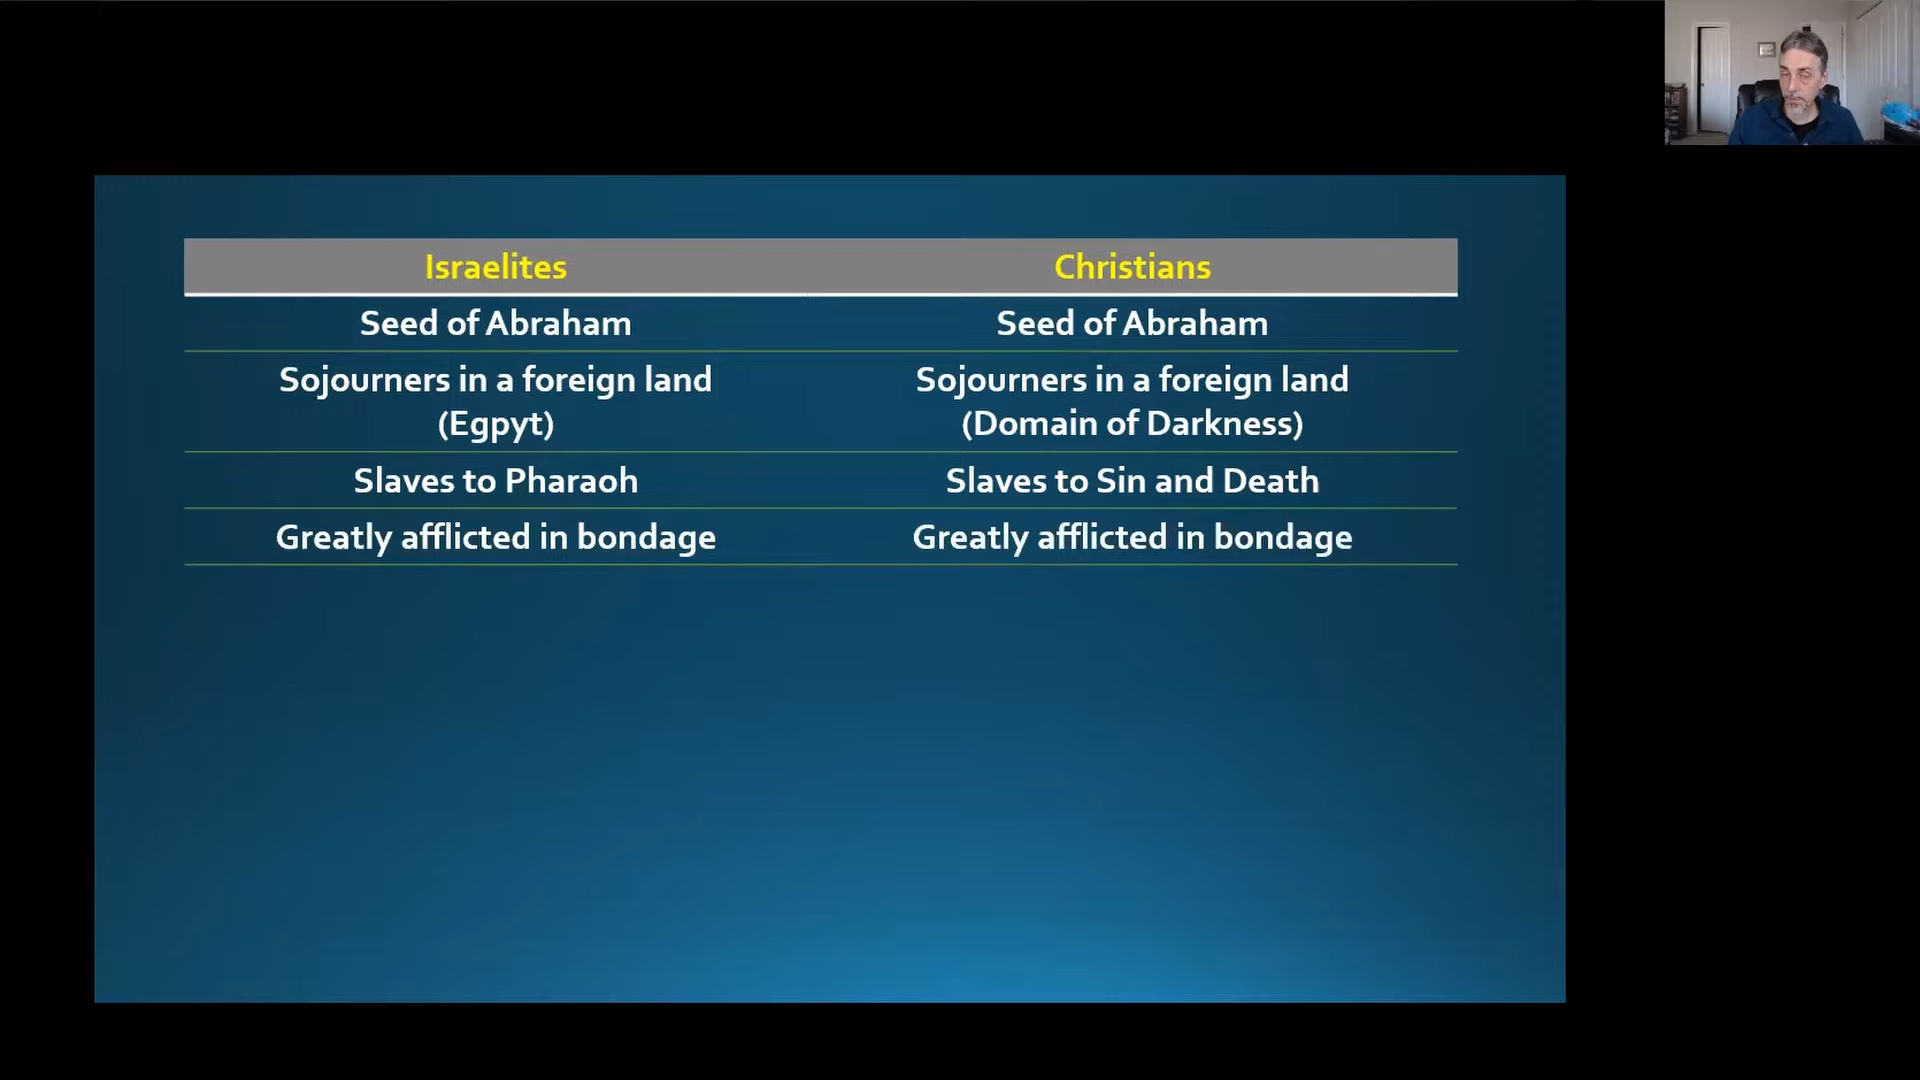 Israelites Christians
Seed of Abraham Seed of Abraham
Sojourners in a foreign land Sojourners in a foreign land
(Egpyt) (Domain of Darkness)
Slaves to Pharaoh Slaves to Sin and Death
Greatly afflicted in bondage Greatly afflicted in bondage